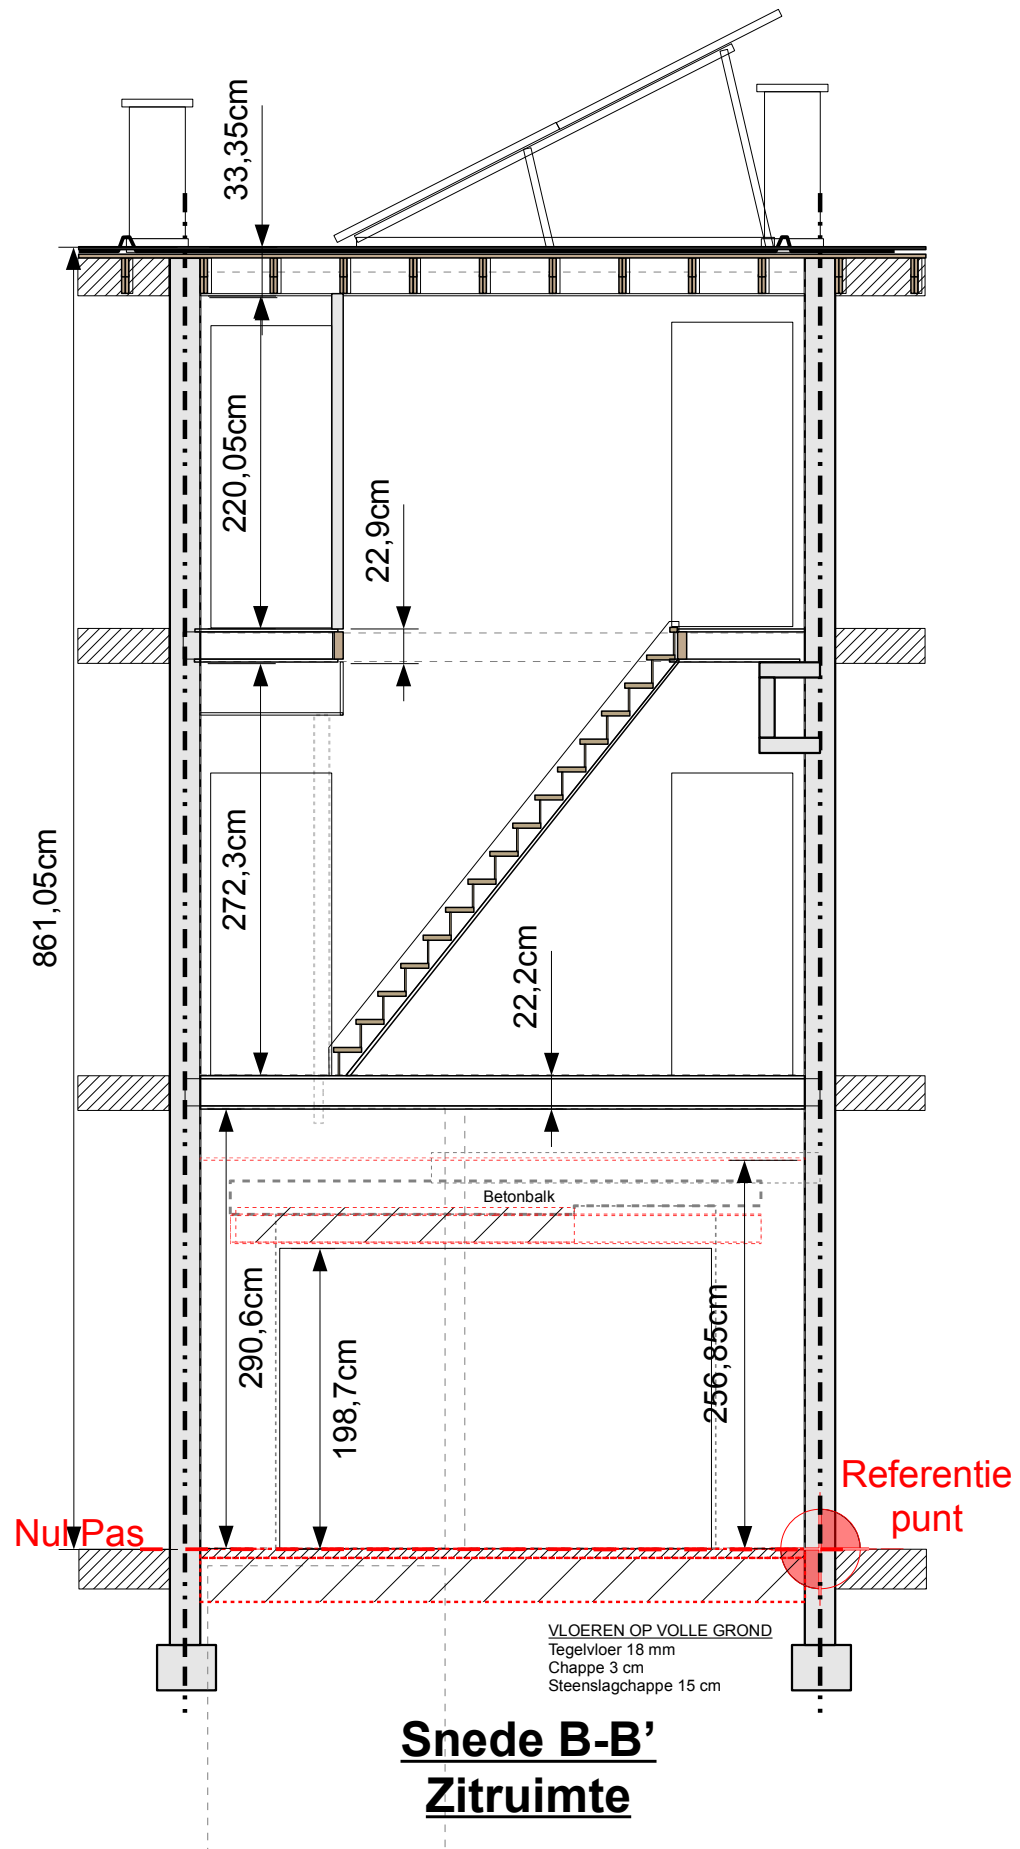 33,35cm
220,05cm
22,9cm
861,05cm
272,3cm
22,2cm
Betonbalk
290,6cm
198,7cm
256,85cm
Referentie
punt
Nul Pas
VLOEREN OP VOLLE GROND
Tegelvloer 18 mm
Chappe 3 cm
Steenslagchappe 15 cm
Snede B-B’
Zitruimte